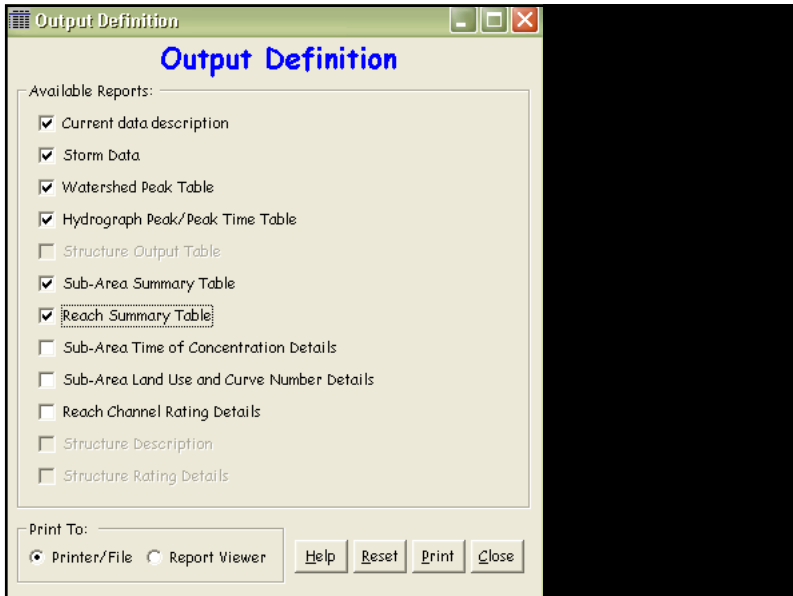 Output Definition
Output Definition
Available Reports:
Current data description
Storm Data
Watershed Peak Table
Hydrograph Peak/Peak Time Table
Structure Output Table
Sub-Area Summary Table
Reach Summary Table
Sub-Area Time of Concentration Details
Sub-Area Land Use and Curve Number Details
Reach Channel Rating Details
Structure Description
Structure Rating Details
Print To:
Printer/File Report Viewer Help Reset Print Close